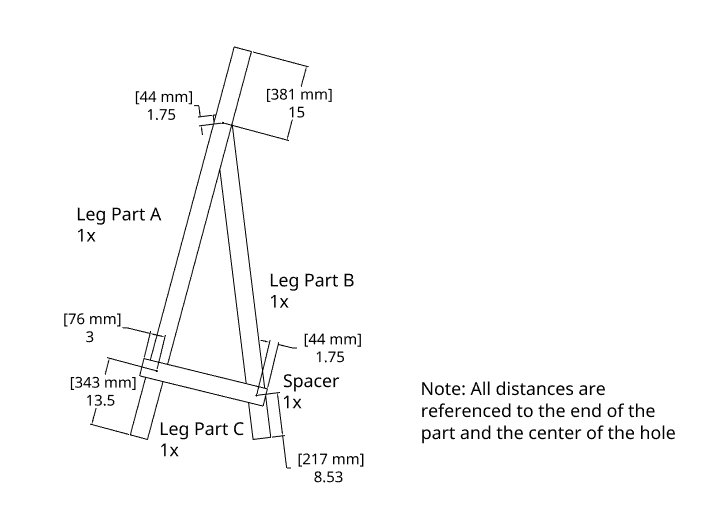 [44 mm]
1.75
[381 mm]
15
Leg Part A
1x
Leg Part B
1x
[76 mm]
3
[44 mm]
1.75
[343 mm]
13.5
Spacer
1x
Leg Part C
1x
[217 mm]
8.53
Note: All distances are
referenced to the end of the
part and the center of the hole